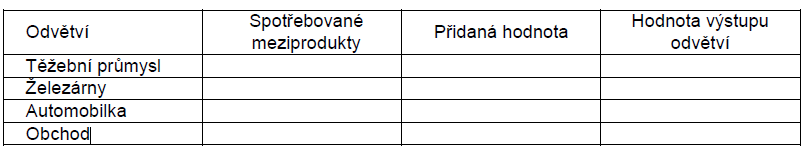 Odvětví
Spotřebované
meziprodukty
Přidaná hodnota
Hodnota výstupu
odvětví
Těžební průmysl
Železárny
Automobilka
Obchod